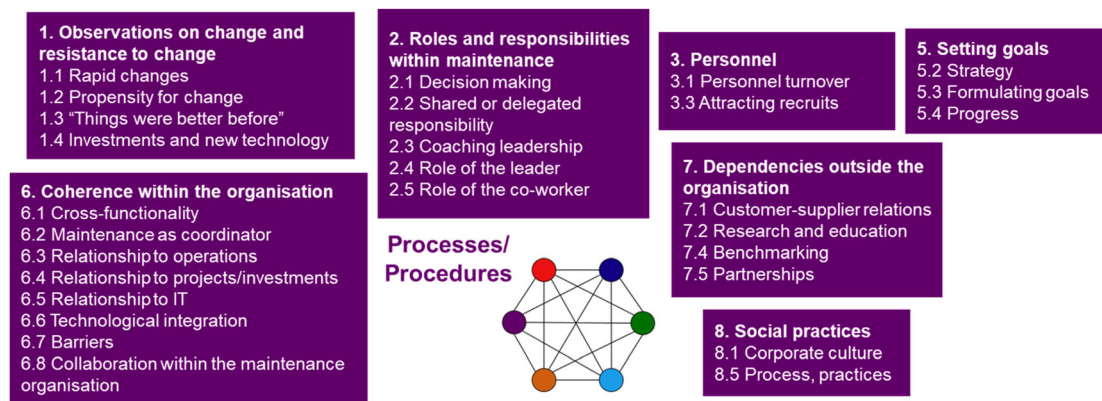 1. Observations on change and
resistance to change
1.1 Rapid changes
1.2 Propensity for change
1.3 “Things were better before”
1.4 Investments and new technology
2. Roles and responsibilities
within maintenance
2.1 Decision making
2.2 Shared or delegated
responsibility
2.3 Coaching leadership
2.4 Role of the leader
2.5 Role of the co-worker
3. Personnel
3.1 Personnel turnover
3.3 Attracting recruits
5. Setting goals
5.2 Strategy
5.3 Formulating goals
5.4 Progress
6. Coherence within the organisation
6.1 Cross-functionality
6.2 Maintenance as coordinator
6.3 Relationship to operations
6.4 Relationship to projects/investments
6.5 Relationship to IT
6.6 Technological integration
6.7 Barriers
6.8 Collaboration within the maintenance
organisation
Processes/
Procedures
7. Dependencies outside the
organisation
7.1 Customer-supplier relations
7.2 Research and education
7.4 Benchmarking
7.5 Partnerships
8. Social practices
8.1 Corporate culture
8.5 Process, practices